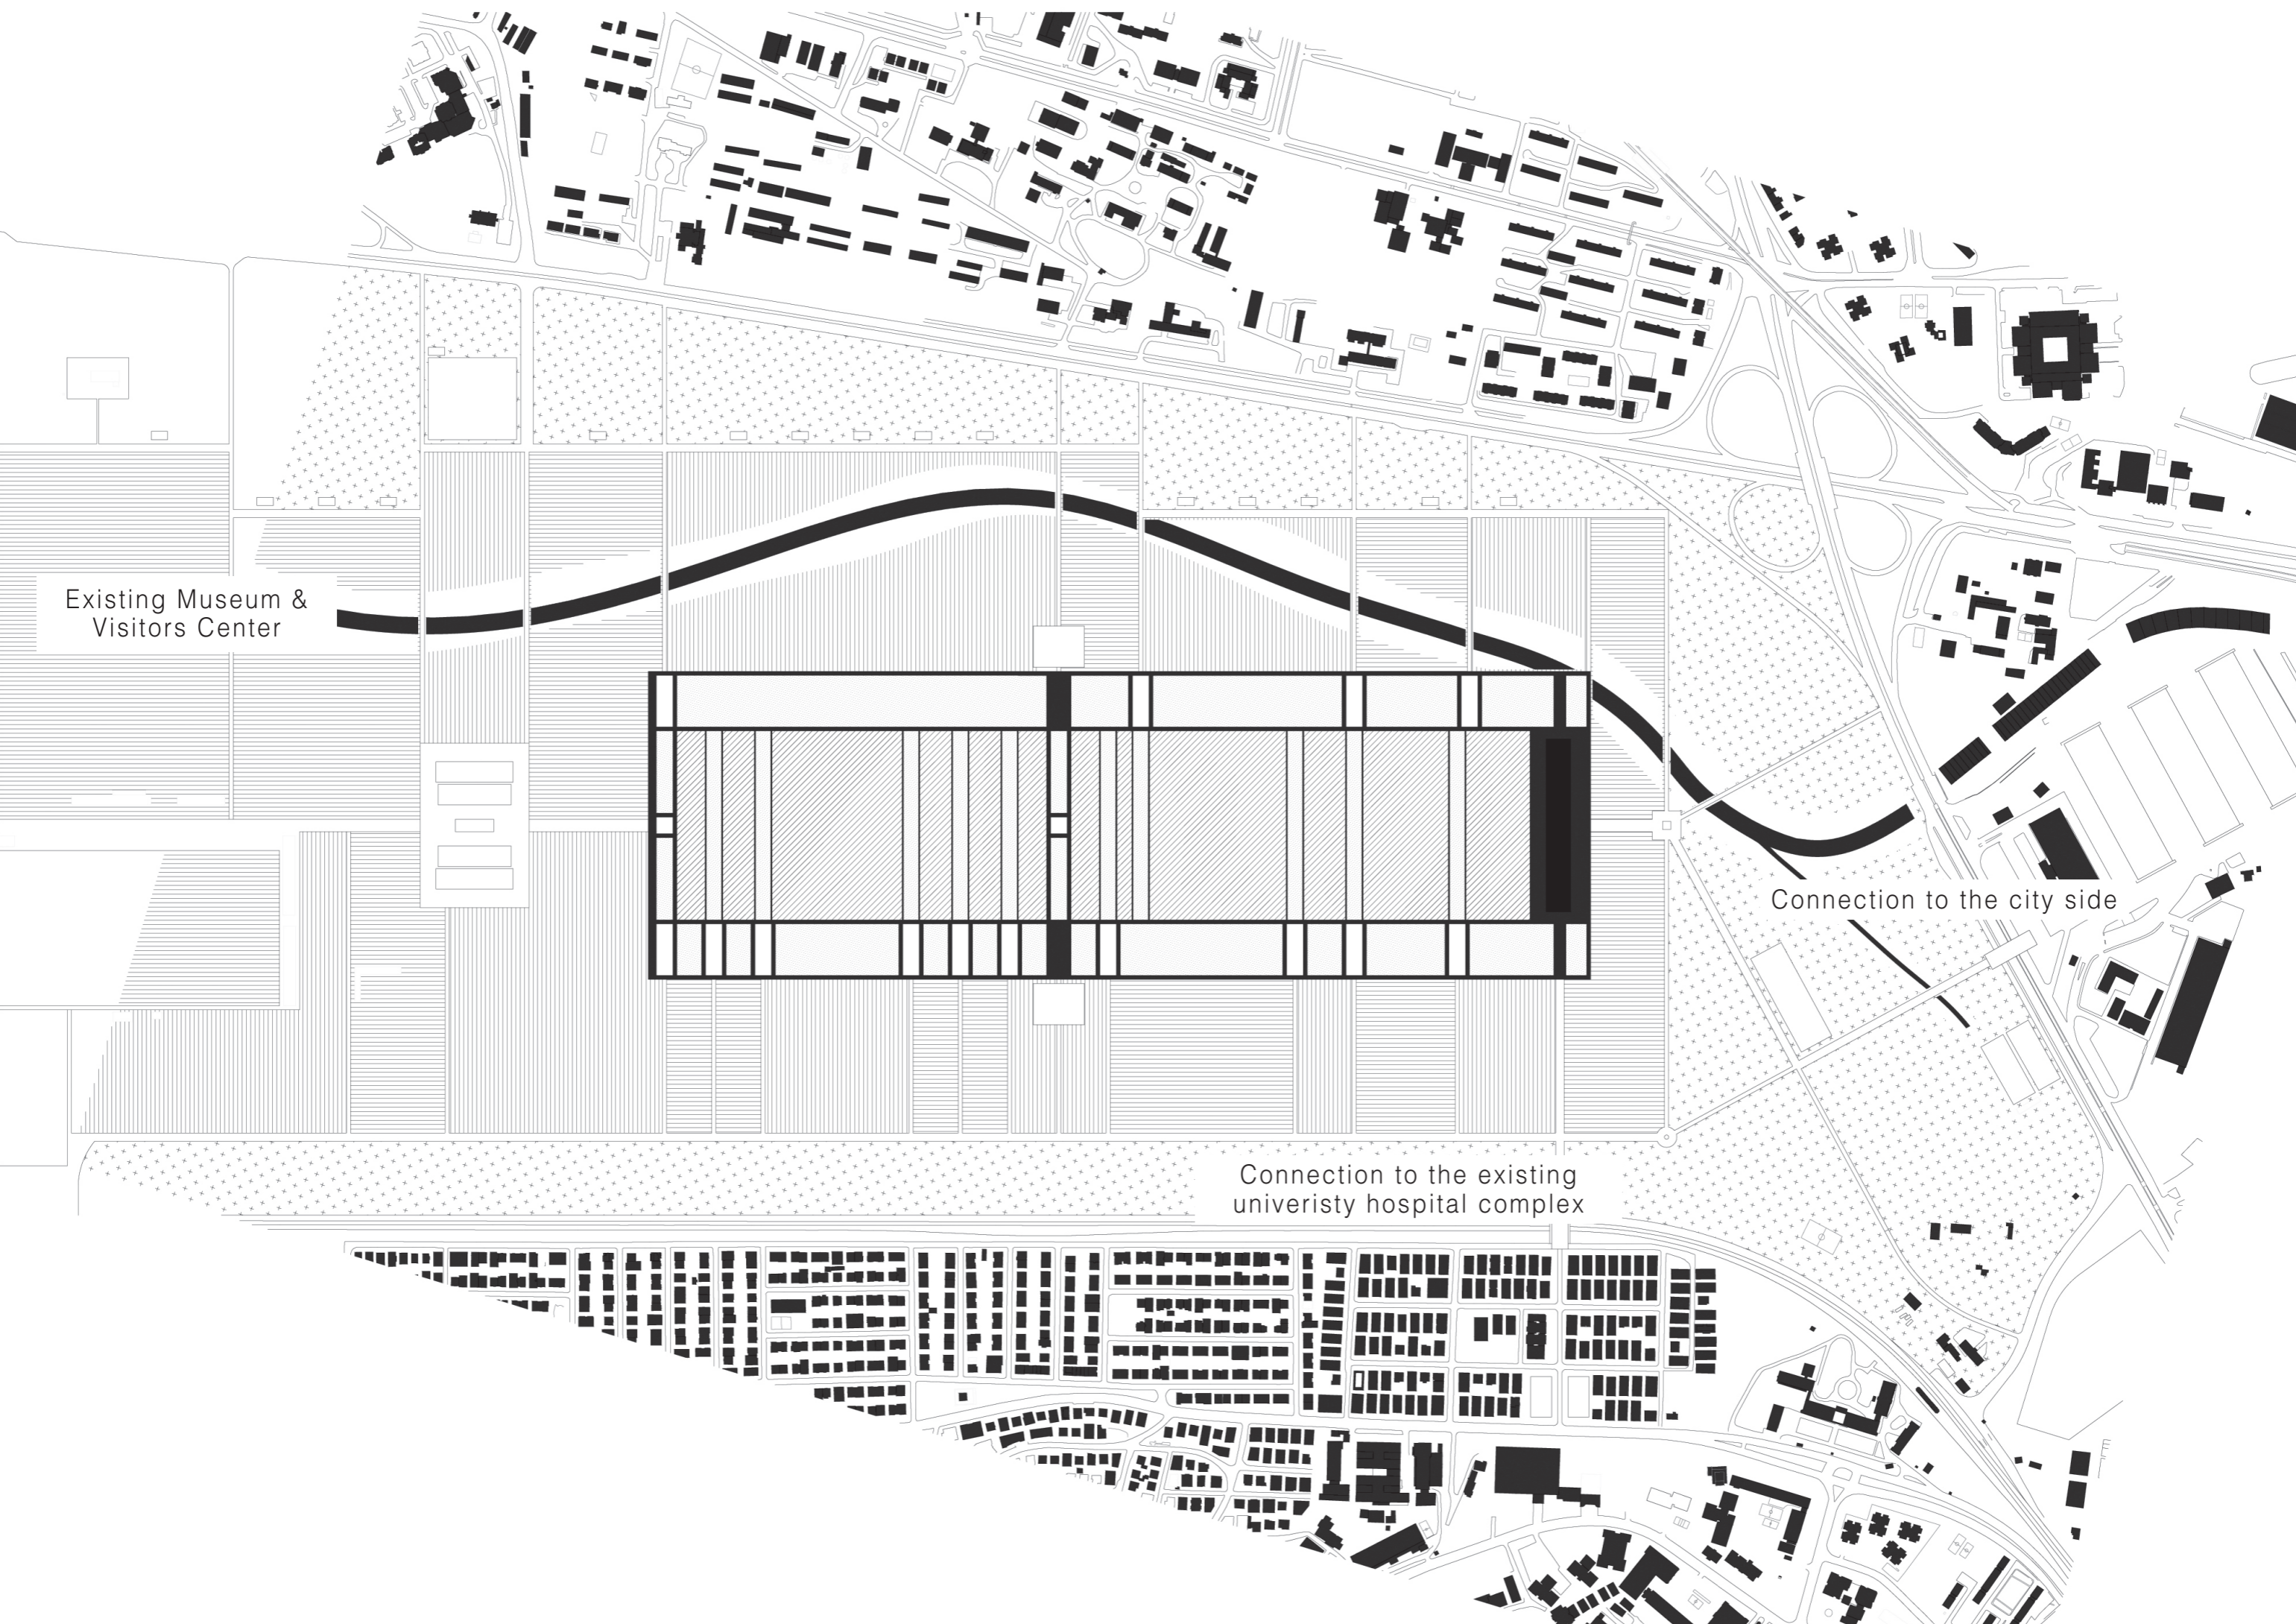 Existing Museum &
Visitors Center
Connection to the city side
Connection to the existing
univeristy hospital complex